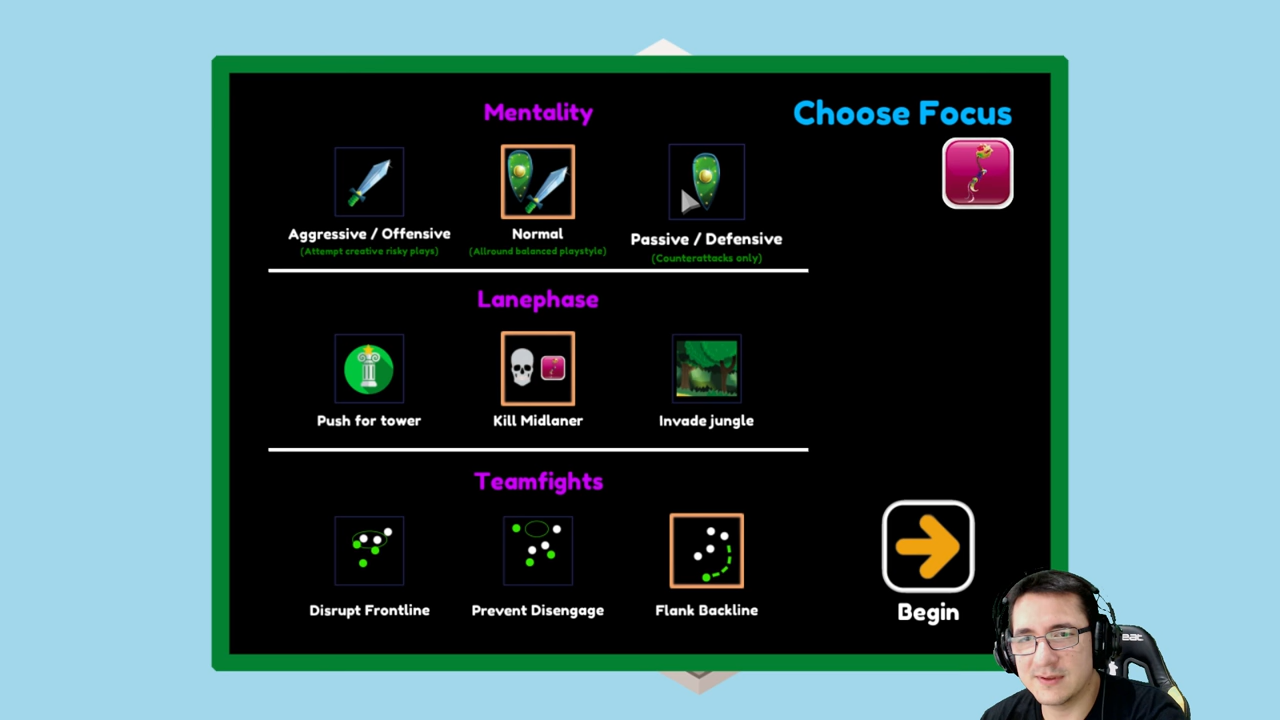 Mentality
Choose Focus
Aggressive / Offensive
(Attempt creative risky plays)
Normal
(Allround balanced playstyle)
Passive / Defensive
(Counterattacks only)
Lanephase
Push for tower
Kill Midlaner
Invade jungle
Teamfights
Disrupt Frontline
Prevent Disengage
Flank Backline
Begin